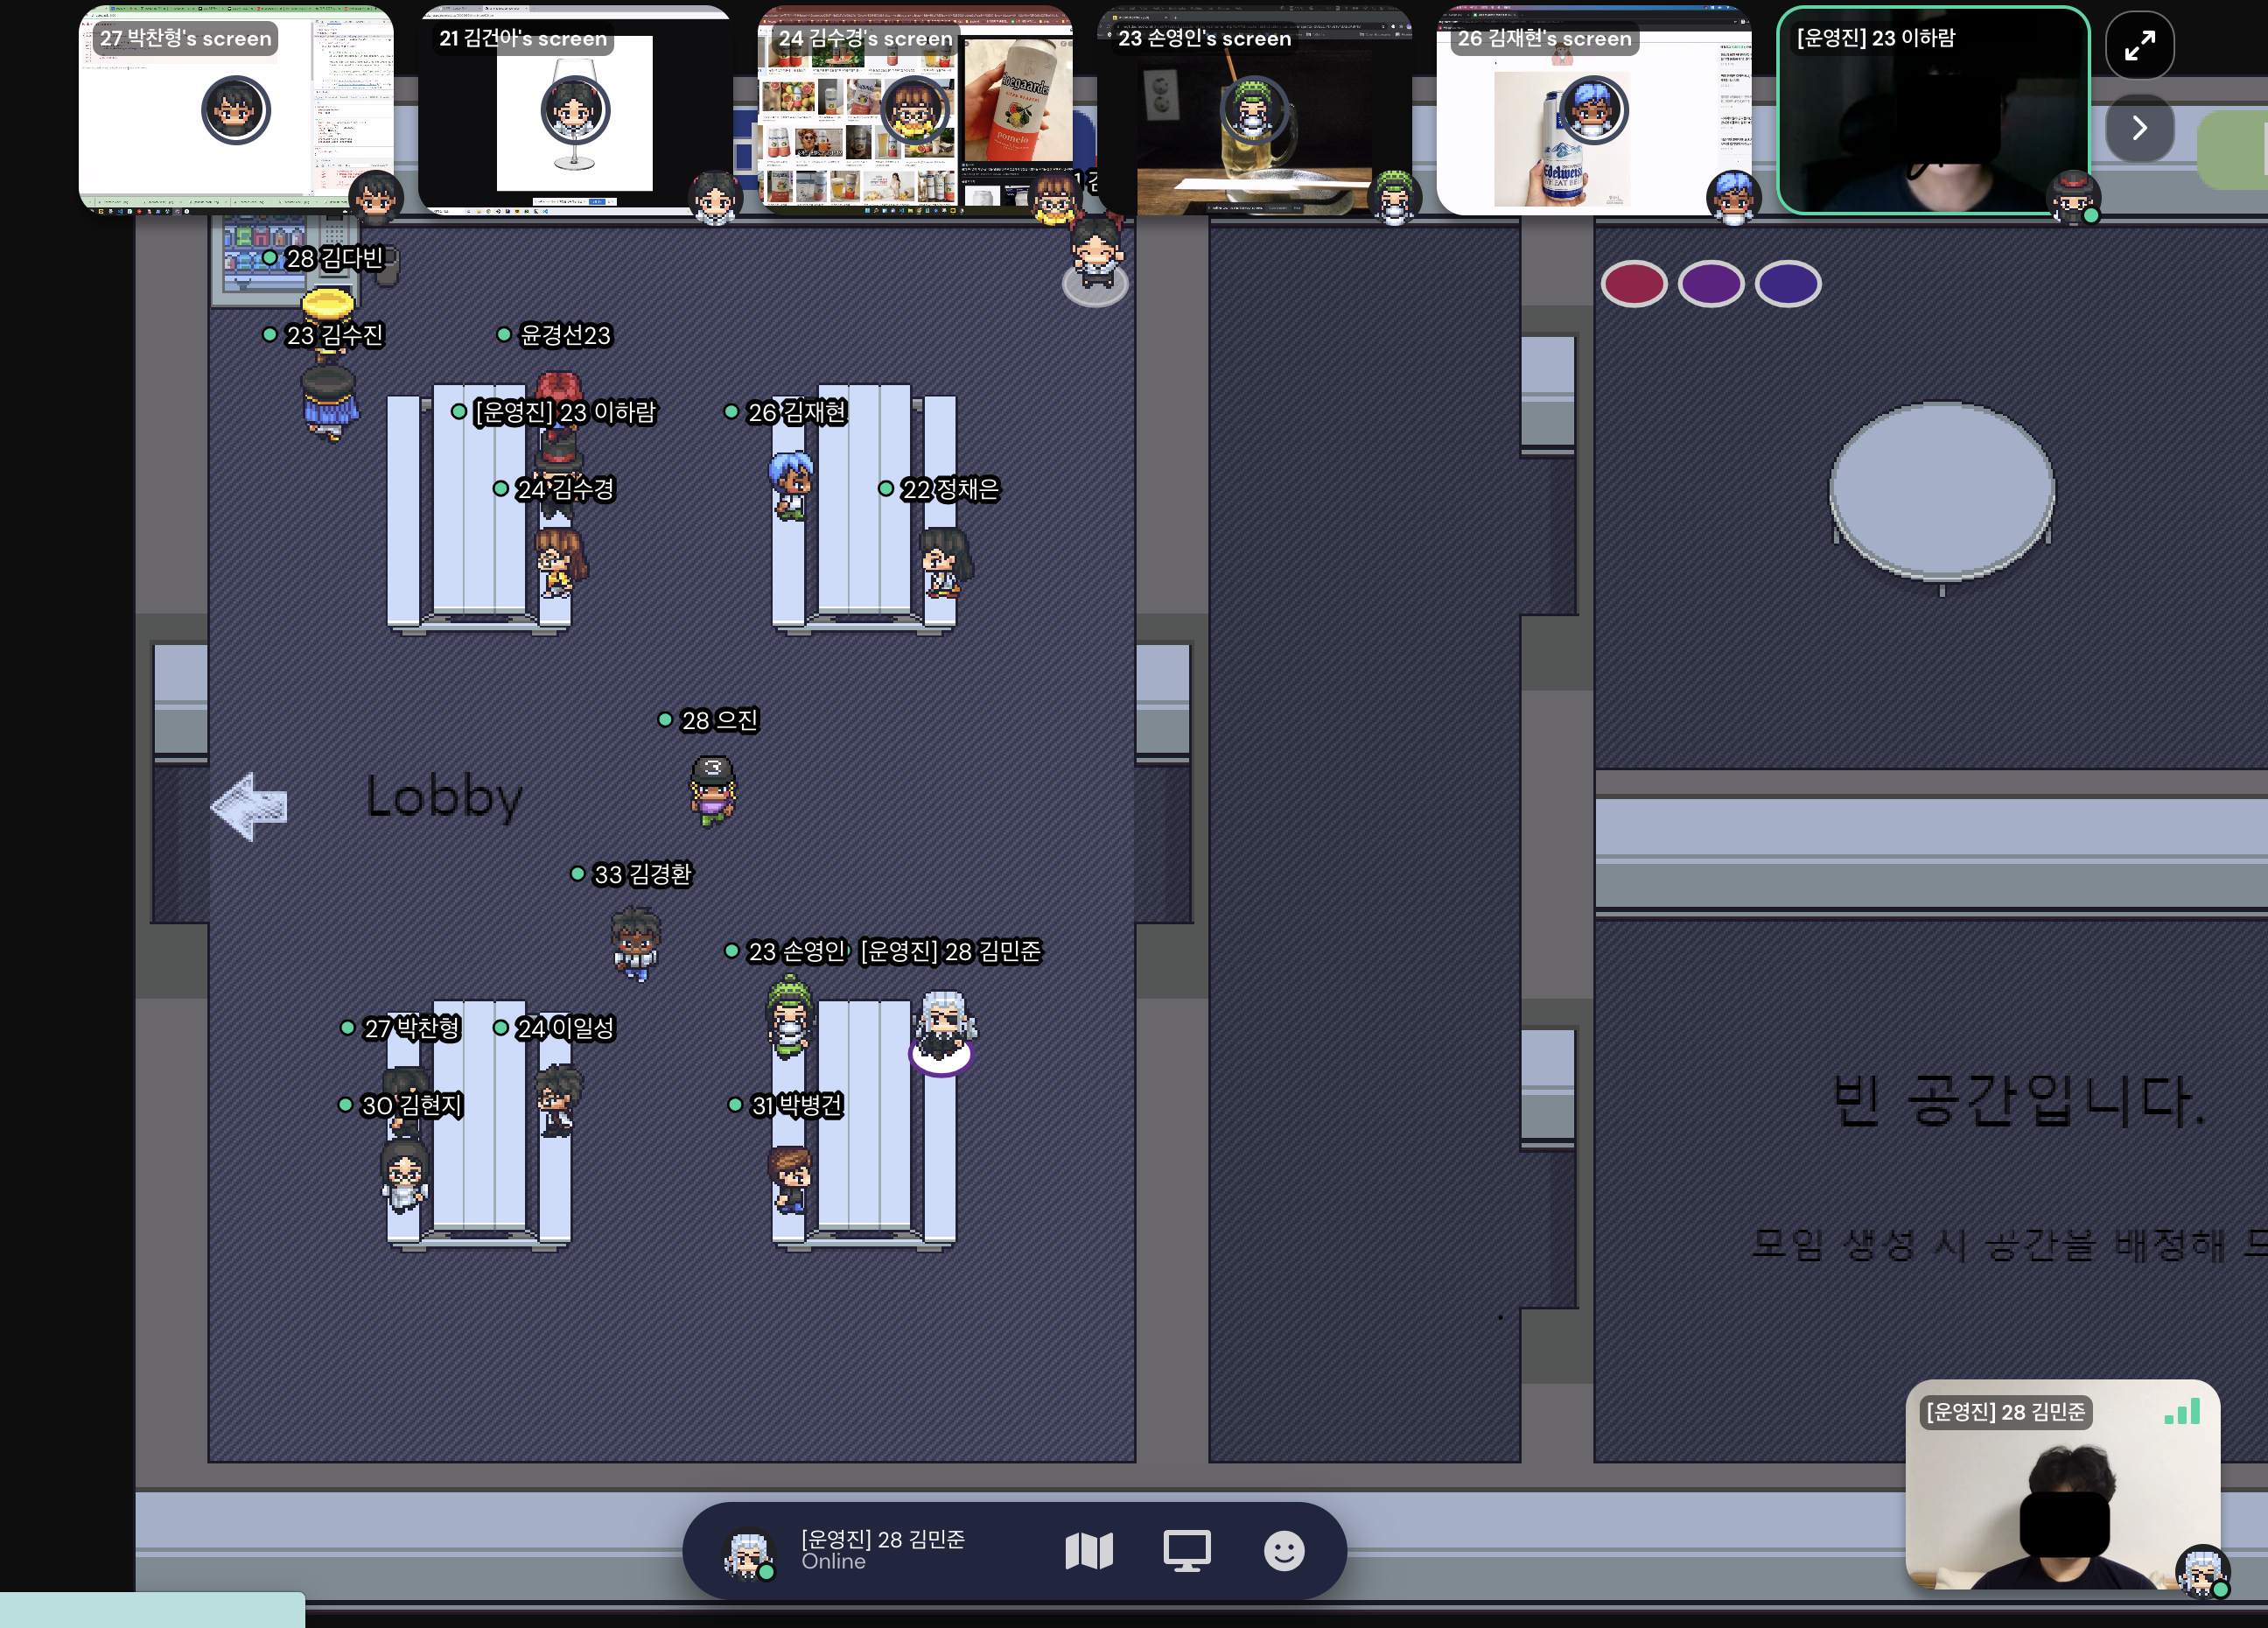 27 박찬형's screen
21 김건아's screen
24 김수경's screen
23 손영인's screen
26 김재현's screen
[운영진] 23 이하람
Hoegaarden
pomelo
Edelweiss
WHEAT BEER
28 김다빈
23 김수진
윤경선23
[운영진] 23 이하람
26 김재현
24 김수경
22 정채은
28 으진
Lobby
33 김경환
23 손영인
[운영진] 28 김민준
27 박찬형
24 이일성
30 김현지
31 박병건
빈 공간입니다.
모임 생성 시 공간을 배정해
[운영진] 28 김민준
[운영진] 28 김민준
Online